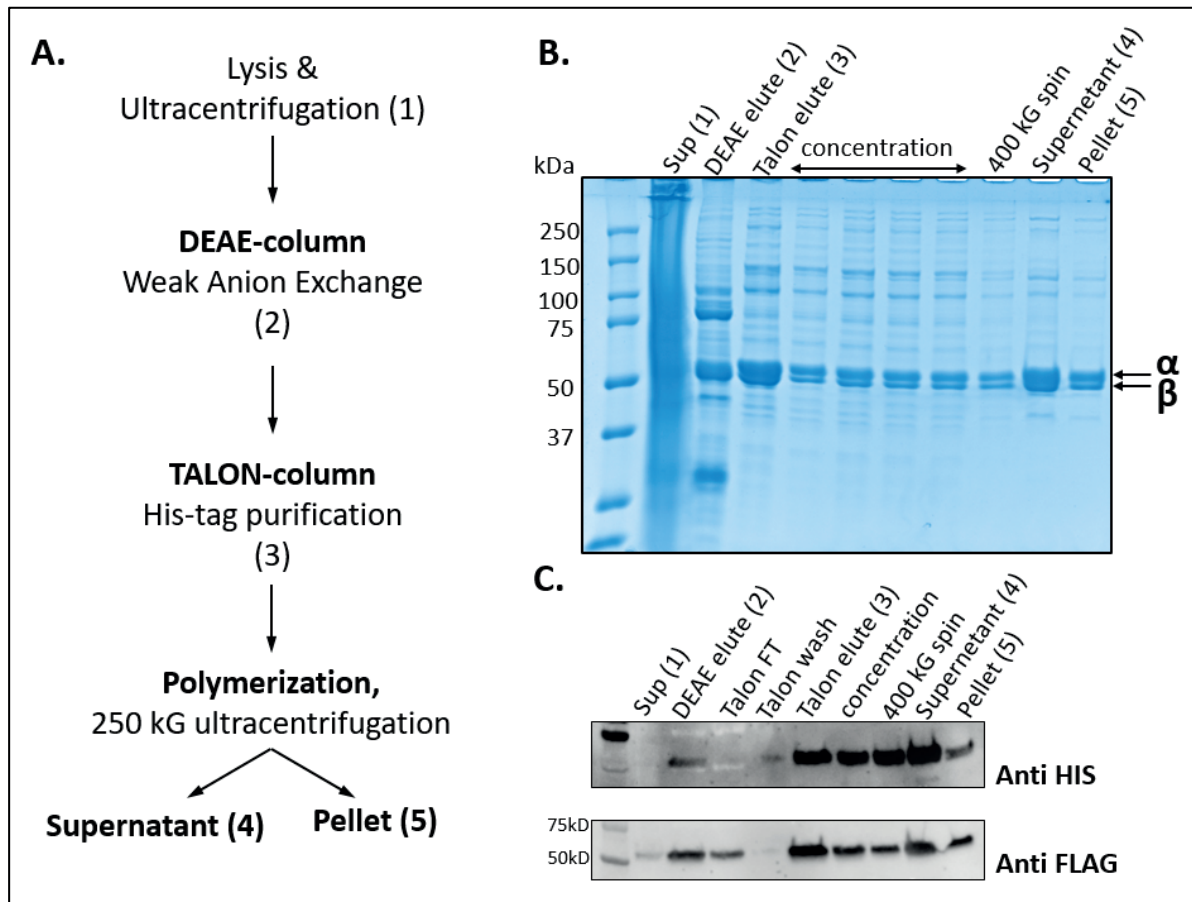 A.
Lysis &
Ultracentrifugation (1)
DEAE-column
Weak Anion Exchange
(2)
TALON-column
His-tag purification
(3)
Polymerization,
250 kG ultracentrifugation
Supernatant (4)
Pellet (5)
B.
kDa
Sup (1)
DEAE elute (2)
Talon elute (3)
concentration
400 kG spin
Supernetant (4)
Pellet (5)
250
150
100
75
50
37
α
β
C.
Sup (1)
DEAE elute (2)
Talon FT
Talon wash
Talon elute (3)
concentration
400 kG spin
Supernetant (4)
Pellet (5)
Anti HIS
75kD
50kD
Anti FLAG